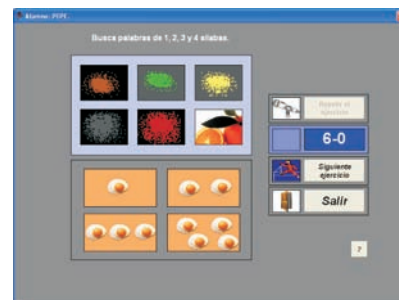 Alumno: PEPE.
Busca palabras de 1, 2, 3 y 4 sílabas.
Repetir el
ejercicio
6-0
Siguiente
ejercicio
Salir
?